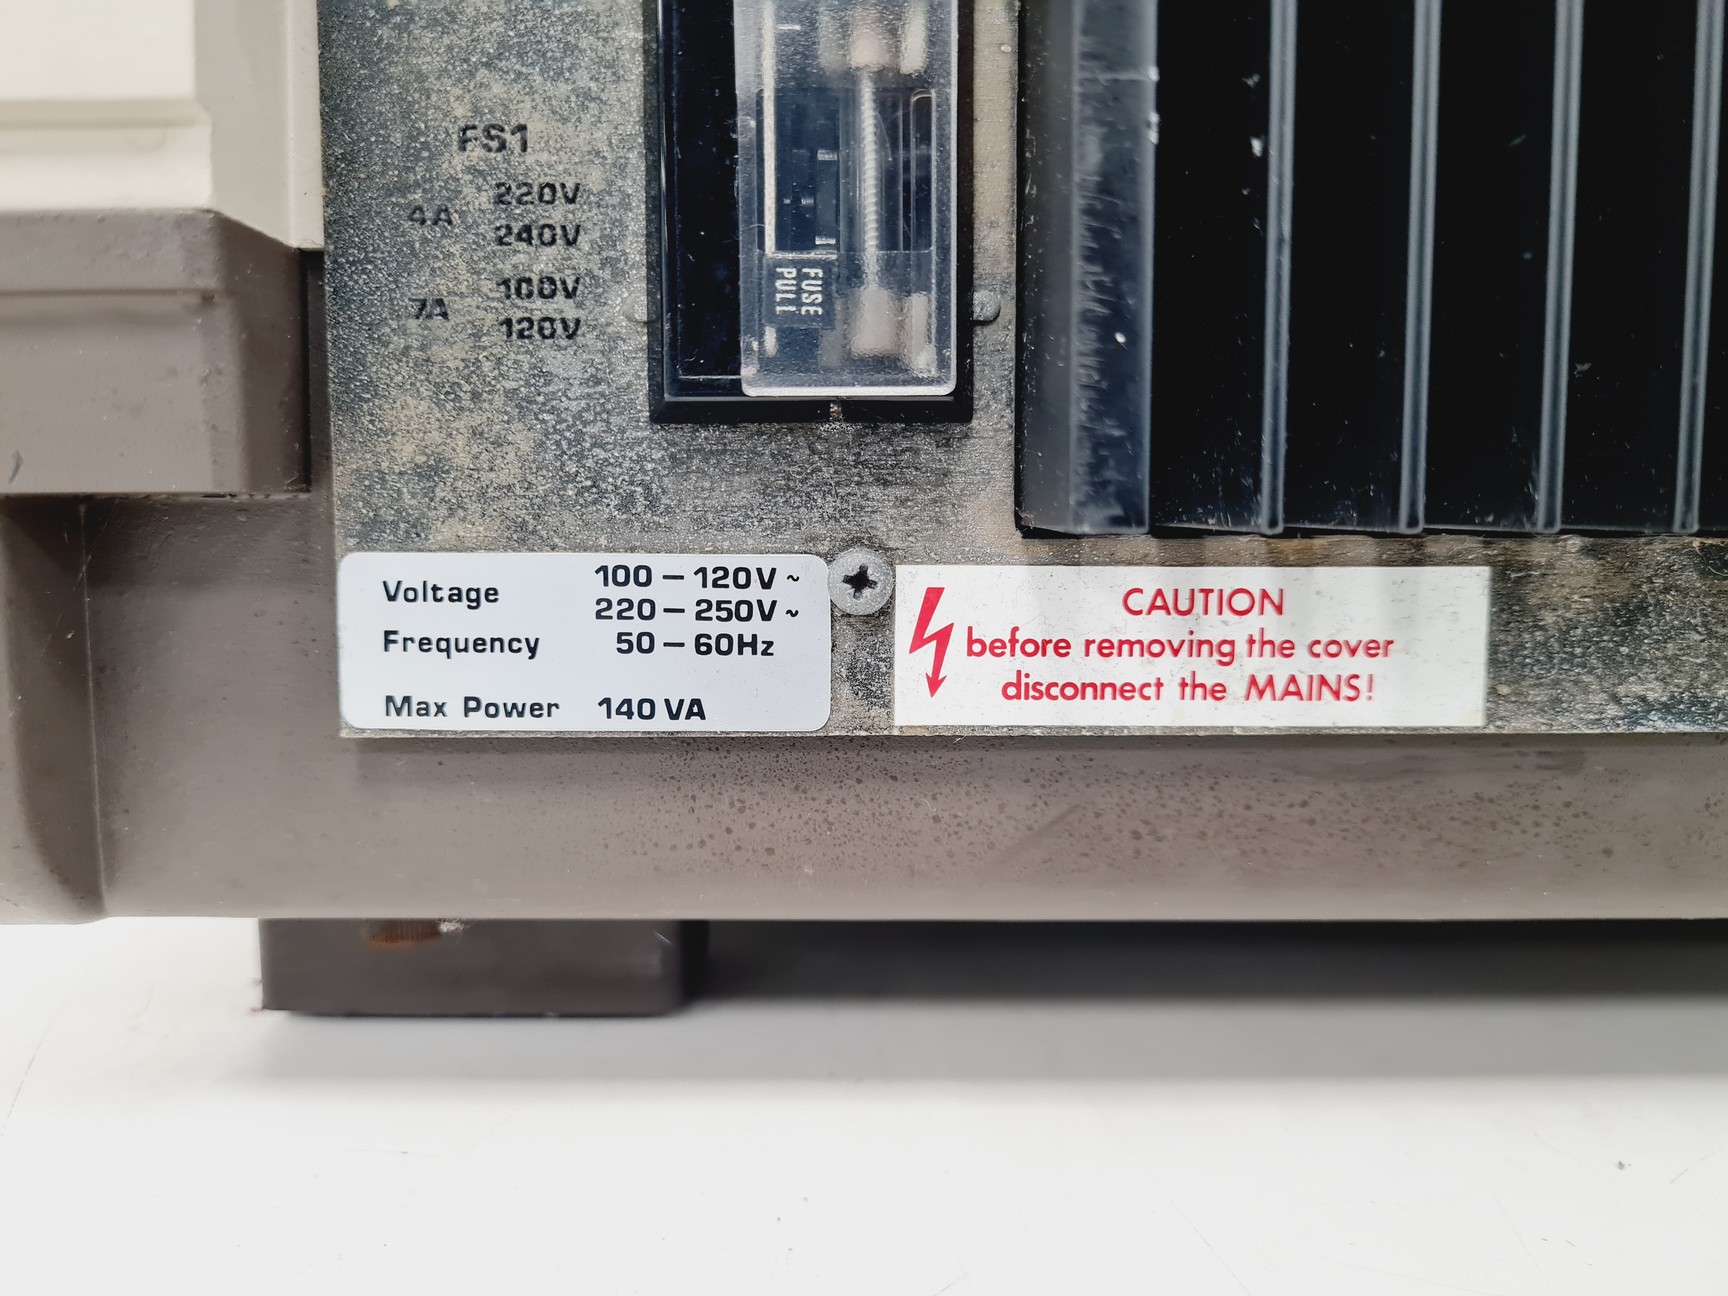 FS1
4A 220V
240V
7A 100V
120V
FUSE
PULL
Voltage 100 – 120V ~
220 – 250V ~
Frequency 50 – 60Hz
Max Power 140 VA
CAUTION
before removing the cover
disconnect the MAINS!